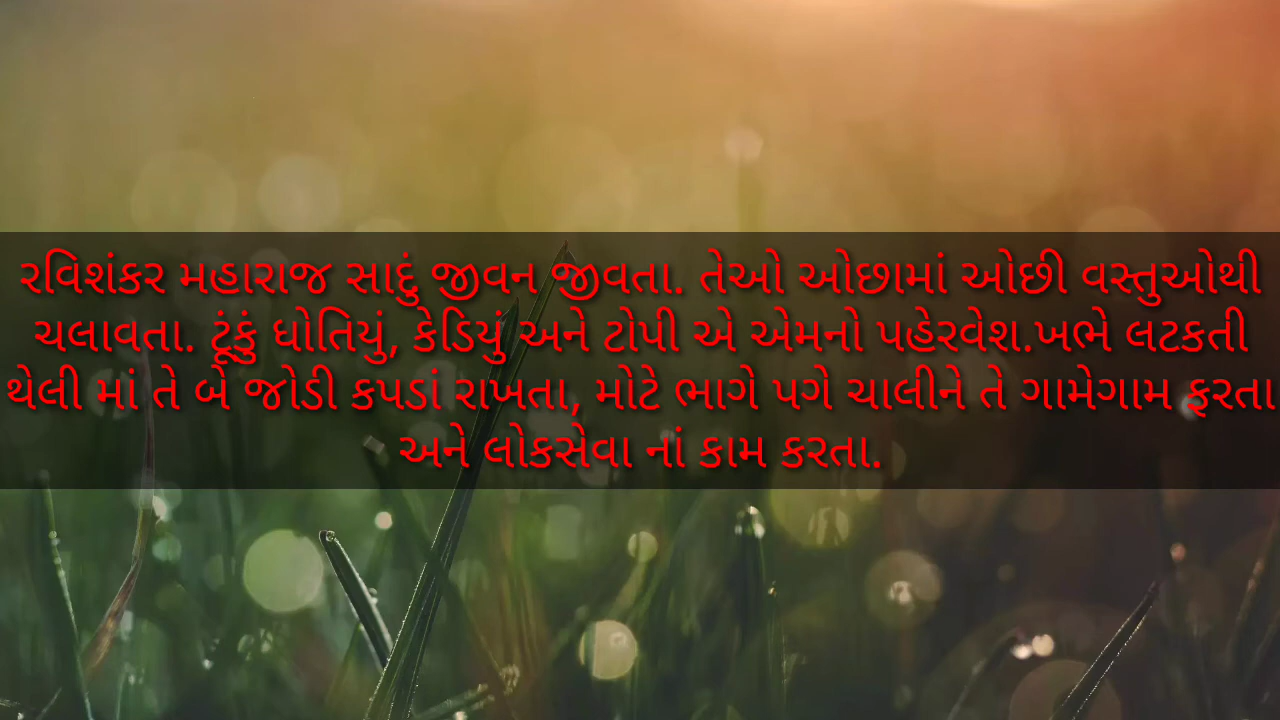 રવિશંકર મહારાજ સાદું જીવન જીવતા. તેઓ ઓછામાં ઓછી વસ્તુઓથી
ચલાવતા. ટૂંકું ધોતિયું, કેડિયું અને ટોપી એ એમનો પહેરવેશ.ખભે લટકતી
થેલી માં તે બે જોડી કપડાં રાખતા, મોટે ભાગે પગે ચાલીને તે ગામેગામ ફરતા
અને લોકસેવા નાં કામ કરતા.